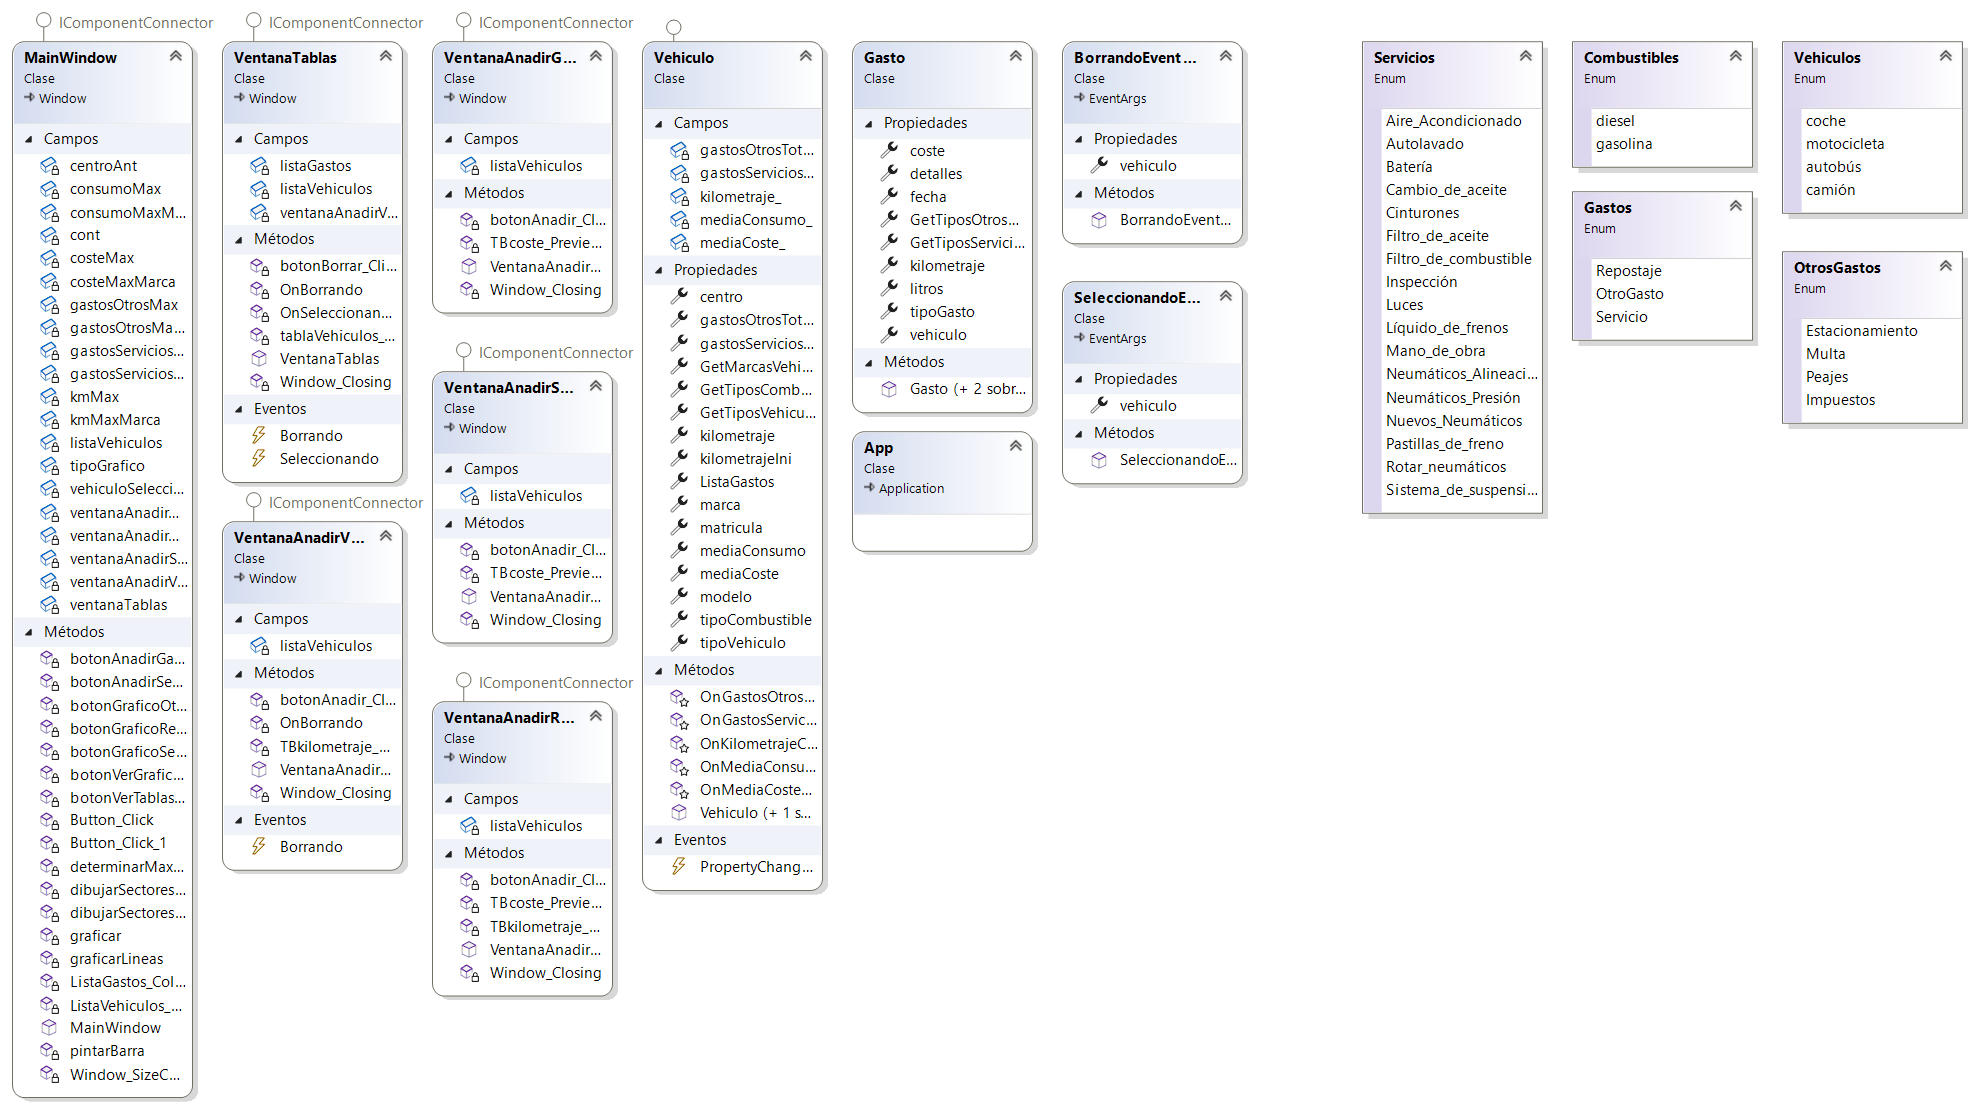 IComponentConnector
MainWindow
Clase
Window
Campos
centroAnt
consumoMax
consumoMaxM...
cont
costeMax
costeMaxMarca
gastosOtrosMax
gastosOtrosMa...
gastosServicios...
gastosServicios...
kmMax
kmMaxMarca
listaVehiculos
tipoGrafico
vehiculoSelecci...
ventanaAnadir...
ventanaAnadir...
ventanaAnadirS...
ventanaAnadirV...
ventanaTablas
Métodos
botonAnadirGa...
botonAnadirSe...
botonGraficoOt...
botonGraficoRe...
botonGraficoSe...
botonVerGrafic...
botonVerTablas...
Button_Click
Button_Click_1
determinarMax...
dibujarSectores...
dibujarSectores...
graficar
graficarLineas
ListaGastos_Col...
ListaVehiculos_...
MainWindow
pintarBarra
Window_SizeC...
IComponentConnector
VentanaTablas
Clase
Window
Campos
listaGastos
listaVehiculos
ventanaAnadirV...
Métodos
botonBorrar_Cli...
OnBorrando
OnSeleccionan...
tablaVehiculos_...
VentanaTablas
Window_Closing
Eventos
Borrando
Seleccionando
IComponentConnector
VentanaAnadirV...
Clase
Window
Campos
listaVehiculos
Métodos
botonAnadir_Cl...
OnBorrando
TBkilometraje_...
VentanaAnadir...
Window_Closing
Eventos
Borrando
IComponentConnector
VentanaAnadirG...
Clase
Window
Campos
listaVehiculos
Métodos
botonAnadir_Cl...
TBcoste_Previe...
VentanaAnadir...
Window_Closing
IComponentConnector
VentanaAnadirS...
Clase
Window
Campos
listaVehiculos
Métodos
botonAnadir_Cl...
TBcoste_Previe...
VentanaAnadir...
Window_Closing
IComponentConnector
VentanaAnadirR...
Clase
Window
Campos
listaVehiculos
Métodos
botonAnadir_Cl...
TBcoste_Previe...
TBkilometraje_...
VentanaAnadir...
Window_Closing
Vehiculo
Clase
Campos
gastosOtrosTot...
gastosServicios...
kilometraje_
mediaConsumo_
mediaCoste_
Propiedades
centro
gastosOtrosTot...
gastosServicios...
GetMarcasVehi...
GetTiposComb...
GetTiposVehicu...
kilometraje
kilometrajeIni
ListaGastos
marca
matricula
mediaConsumo
mediaCoste
modelo
tipoCombustible
tipoVehiculo
Métodos
OnGastosOtros...
OnGastosServic...
OnKilometrajeC...
OnMediaConsu...
OnMediaCoste...
Vehiculo (+ 1 s...
Eventos
PropertyChang...
Gasto
Clase
Propiedades
coste
detalles
fecha
GetTiposOtros...
GetTiposServici...
kilometraje
litros
tipoGasto
vehiculo
Métodos
Gasto (+ 2 sobr...
App
Clase
Application
BorrandoEvent...
Clase
EventArgs
Propiedades
vehiculo
Métodos
BorrandoEvent...
SeleccionandoE...
Clase
EventArgs
Propiedades
vehiculo
Métodos
SeleccionandoE...
Servicios
Enum
Aire_Acondicionado
Autolavado
Batería
Cambio_de_aceite
Cinturones
Filtro_de_aceite
Filtro_de_combustible
Inspección
Luces
Líquido_de_frenos
Mano_de_obra
Neumáticos_Alineaci...
Neumáticos_Presión
Nuevos_Neumáticos
Pastillas_de_freno
Rotar_neumáticos
Sistema_de_suspensi...
Combustibles
Enum
diesel
gasolina
Gastos
Enum
Repostaje
OtroGasto
Servicio
Vehiculos
Enum
coche
motocicleta
autobús
camión
OtrosGastos
Enum
Estacionamiento
Multa
Peajes
Impuestos